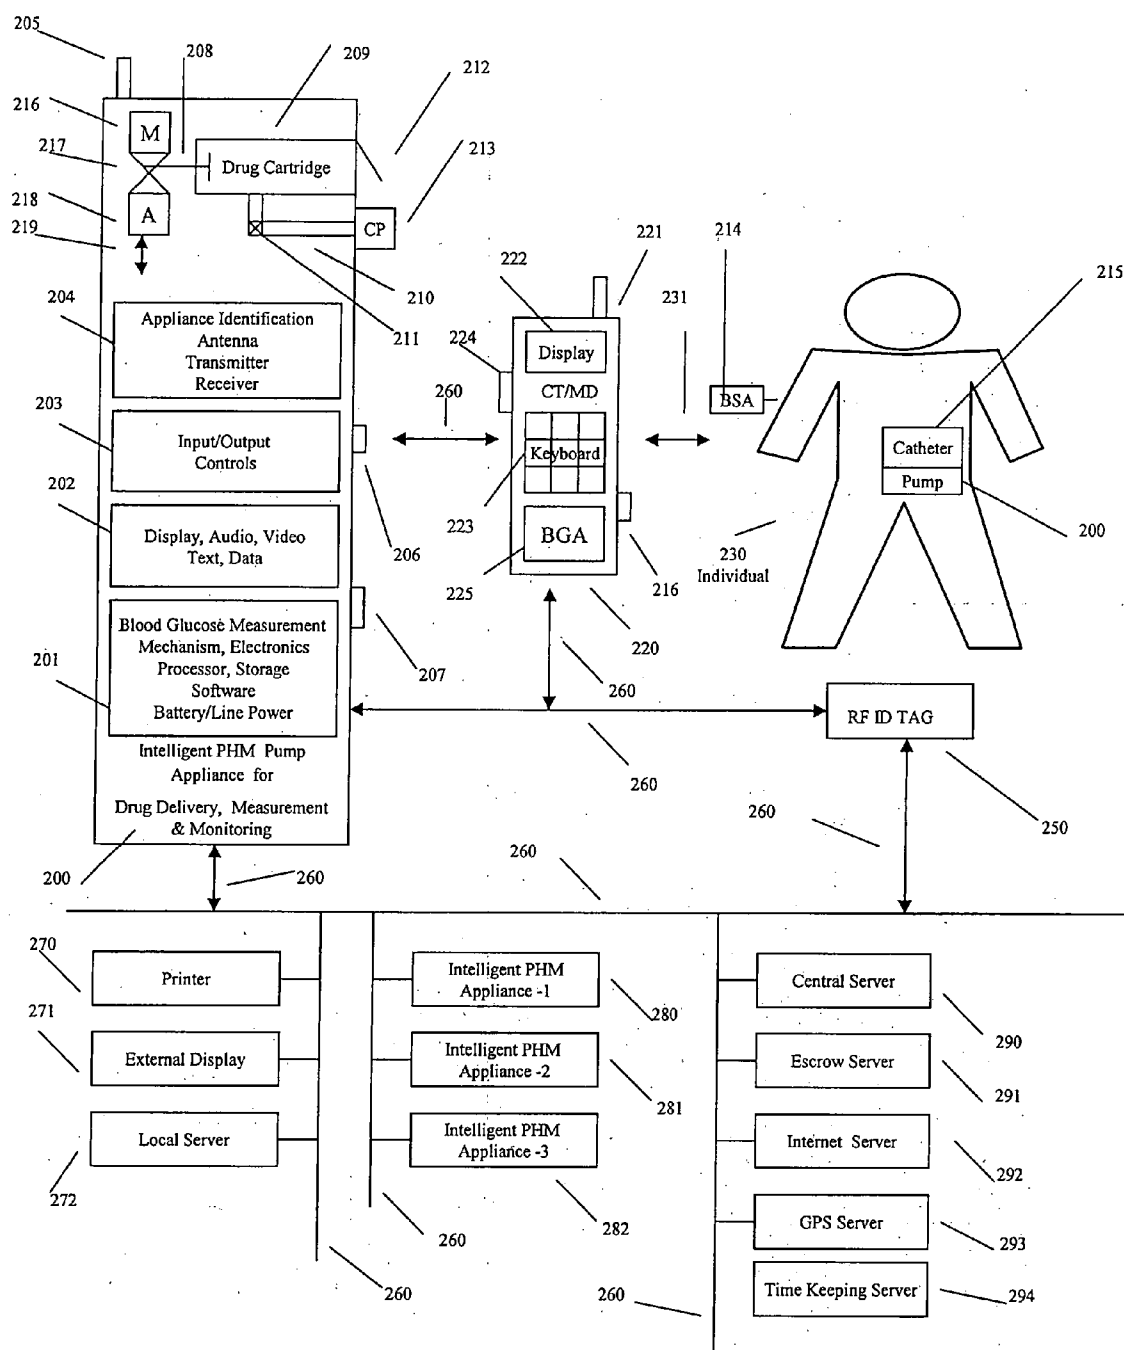 205
208
209
212
216
M
217
Drug Cartridge
213
218
A
CP
219
210
211
221
214
222
231
215
204
Appliance Identification
Antenna
Transmitter
Receiver
224
Display
CT/MD
BSA
260
203
Input/Output
Controls
Keyboard
Catheter
Pump
202
Display, Audio, Video
Text, Data
206
223
BGA
225
216
230
Individual
200
201
Blood Glucose Measurement
Mechanism, Electronics
Processor, Storage
Software
Battery/Line Power
207
220
260
RF ID TAG
Intelligent PHM Pump
Appliance for
Drug Delivery, Measurement
& Monitoring
260
260
250
200
260
260
270
Printer
Intelligent PHM
Appliance -1
280
Central Server
290
271
External Display
Intelligent PHM
Appliance -2
281
Escrow Server
291
272
Local Server
Intelligent PHM
Appliance -3
282
Internet Server
292
260
GPS Server
293
260
260
Time Keeping Server
294